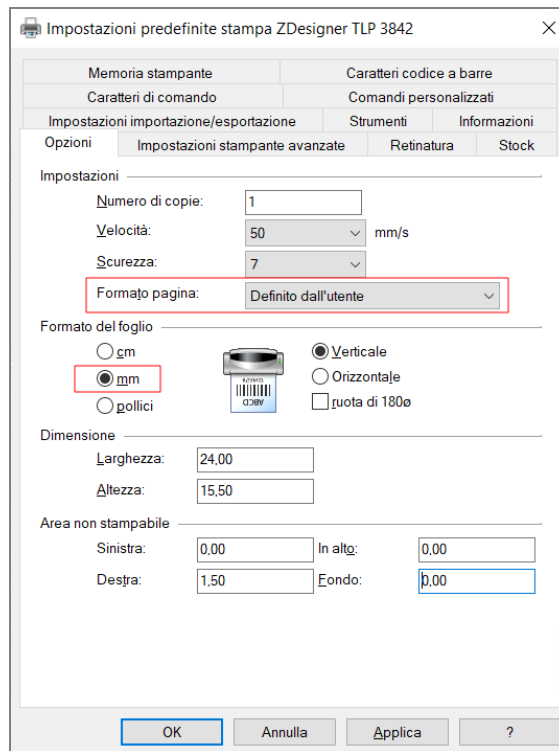 Impostazioni predefinite stampa ZDesigner TLP 3842
Memoria stampante Caratteri codice a barre
Caratteri di comando Comandi personalizzati
Impostazioni importazione/esportazione Strumenti Informazioni
Opzioni Impostazioni stampante avanzate Retinatura Stock
Impostazioni
Numero di copie: 1
Velocità: 50 mm/s
Scurezza: 7
Formato pagina: Definito dall'utente
Formato del foglio
cm Verticale
mm Orizzontale
pollici ruota di 180ø
ABCD
Dimensione
Larghezza: 24,00
Altezza: 15,50
Area non stampabile
Sinistra: 0,00 In alto: 0,00
Destra: 1,50 Fondo: 0,00
OK Annulla Applica ?